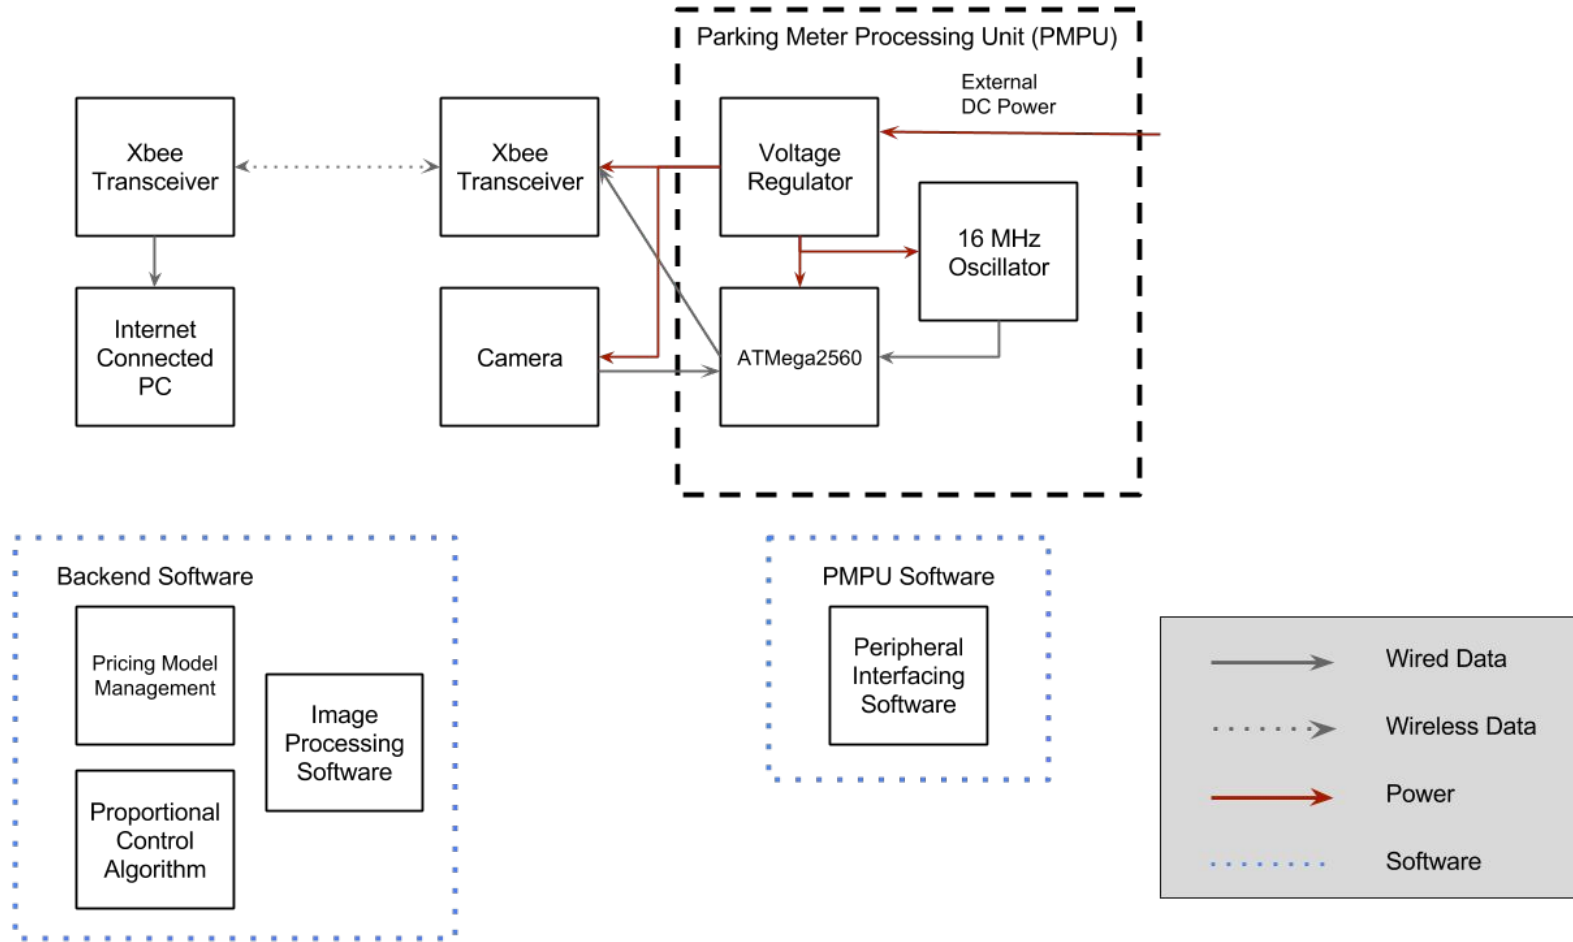 Parking Meter Processing Unit (PMPU)
External
DC Power
Xbee
Transceiver
Xbee
Transceiver
Voltage
Regulator
16 MHz
Oscillator
Internet
Connected
PC
Camera
ATMega2560
Backend Software
Pricing Model
Management
Image
Processing
Software
Proportional
Control
Algorithm
PMPU Software
Peripheral
Interfacing
Software
Wired Data
Wireless Data
Power
Software